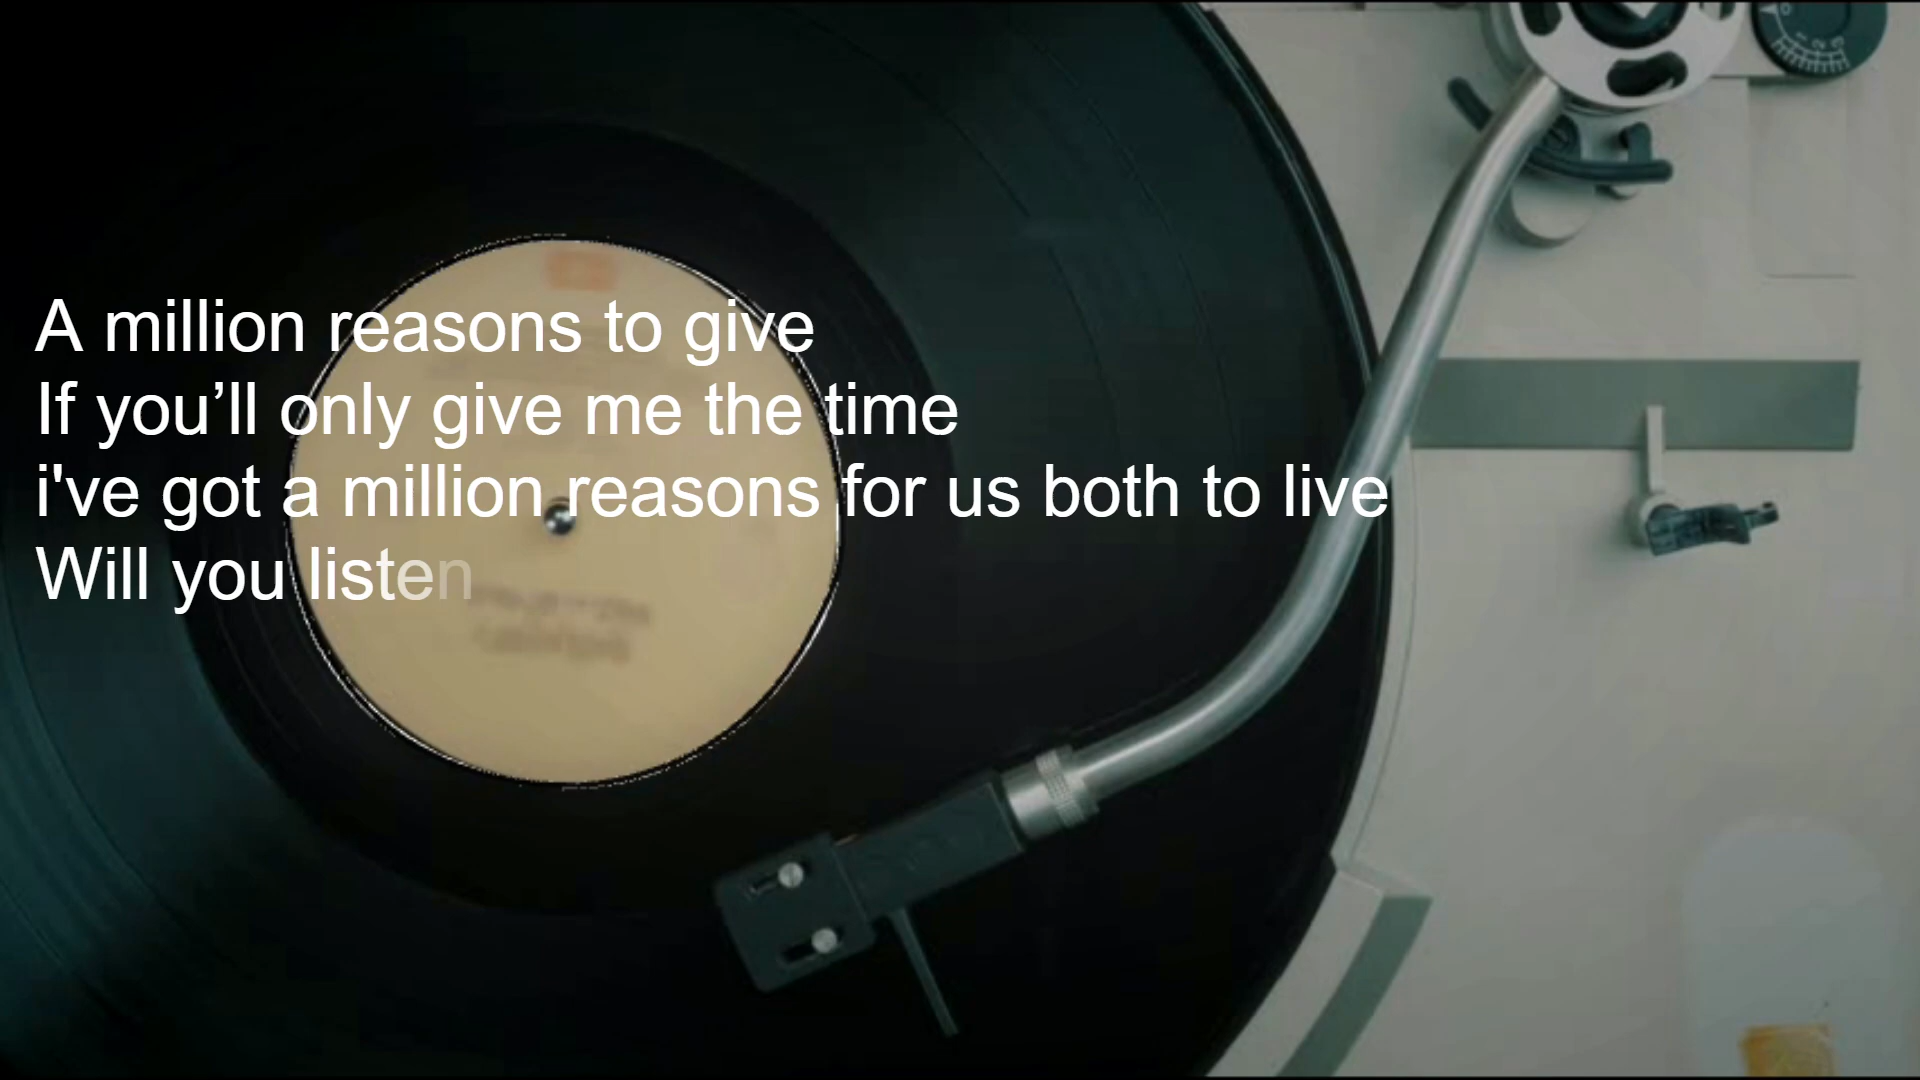 A million reasons to give
If you’ll only give me the time
i've got a million reasons for us both to live
Will you listen